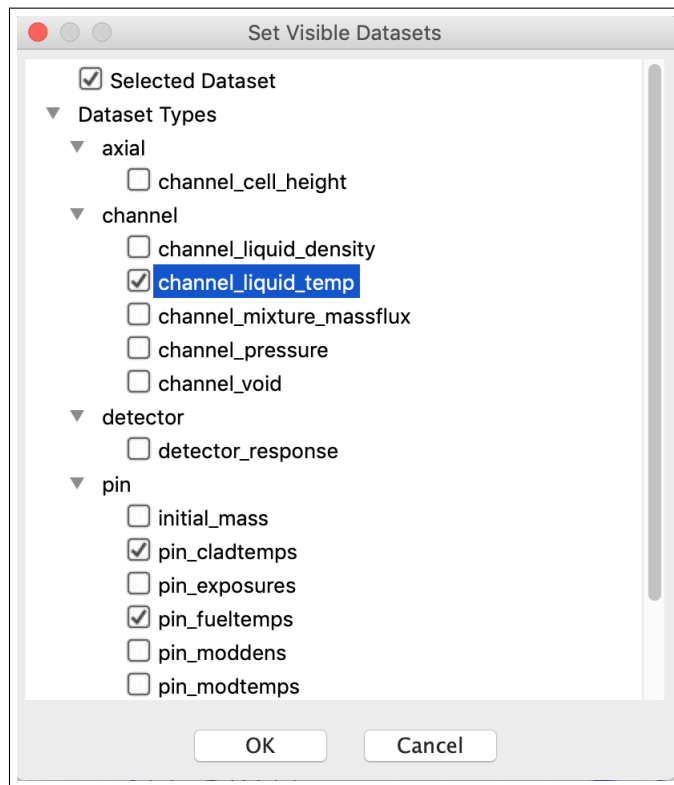 Set Visible Datasets
Selected Dataset
Dataset Types
axial
channel_cell_height
channel
channel_liquid_density
channel_liquid_temp
channel_mixture_massflux
channel_pressure
channel_void
detector
detector_response
pin
initial_mass
pin_cladtemps
pin_exposures
pin_fueltemps
pin_moddens
pin_modtemps
OK Cancel